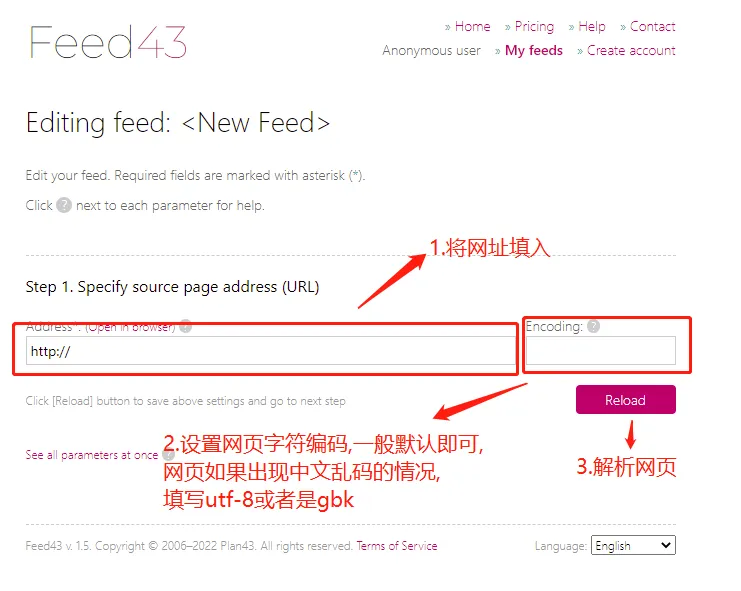 Feed43
» Home » Pricing » Help » Contact
Anonymous user » My feeds » Create account
Editing feed: <New Feed>
Edit your feed. Required fields are marked with asterisk (*).
Click ? next to each parameter for help.
1.将网址填入
Step 1. Specify source page address (URL)
Address*: (Open in browser) ?
Encoding: ?
http://
Click [Reload] button to save above settings and go to next step
Reload
2.设置网页字符编码,一般默认即可,
网页如果出现中文乱码的情况,
填写utf-8或者是gbk
See all parameters at once ?
3.解析网页
Feed43 v. 1.5. Copyright © 2006–2022 Plan43. All rights reserved. Terms of Service
Language: English